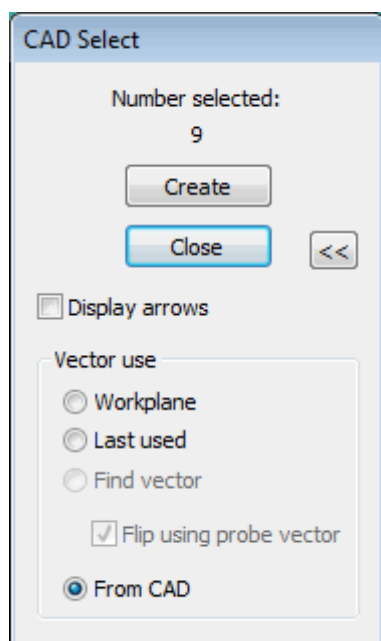 CAD Select
Number selected:
9
Create
Close
<<
Display arrows
Vector use
Workplane
Last used
Find vector
Flip using probe vector
From CAD